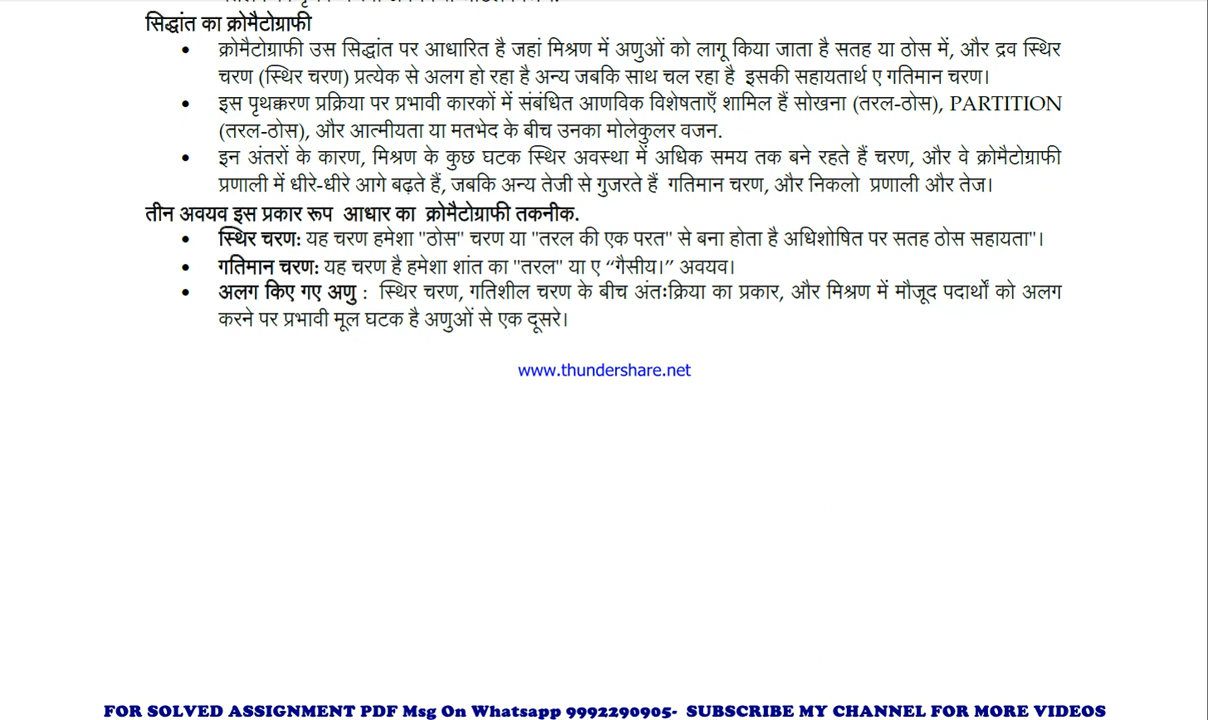 सिद्धांत का क्रोमैटोग्राफी
• क्रोमैटोग्राफी उस सिद्धांत पर आधारित है जहां मिश्रण में अणुओं को लागू किया जाता है सतह या ठोस में, और द्रव स्थिर
चरण (स्थिर चरण) प्रत्येक से अलग हो रहा है अन्य जबकि साथ चल रहा है इसकी सहायतार्थ ए गतिमान चरण।
• इस पृथक्करण प्रक्रिया पर प्रभावी कारकों में संबंधित आणविक विशेषताएँ शामिल हैं सोखना (तरल-ठोस), PARTITION
(तरल-ठोस), और आत्मीयता या मतभेद के बीच उनका मोलेकुलर वजन.
• इन अंतरों के कारण, मिश्रण के कुछ घटक स्थिर अवस्था में अधिक समय तक बने रहते हैं चरण, और वे क्रोमैटोग्राफी
प्रणाली में धीरे-धीरे आगे बढ़ते हैं, जबकि अन्य तेजी से गुजरते हैं गतिमान चरण, और निकलो प्रणाली और तेज।
तीन अवयव इस प्रकार रूप आधार का क्रोमैटोग्राफी तकनीक.
• स्थिर चरण: यह चरण हमेशा "ठोस" चरण या "तरल की एक परत" से बना होता है अधिशोषित पर सतह ठोस सहायता"।
• गतिमान चरण: यह चरण है हमेशा शांत का "तरल" या ए “गैसीय।” अवयव।
• अलग किए गए अणु : स्थिर चरण, गतिशील चरण के बीच अंतःक्रिया का प्रकार, और मिश्रण में मौजूद पदार्थों को अलग
करने पर प्रभावी मूल घटक है अणुओं से एक दूसरे।
www.thundershare.net
FOR SOLVED ASSIGNMENT PDF Msg On Whatsapp 9992290905- SUBSCRIBE MY CHANNEL FOR MORE VIDEOS